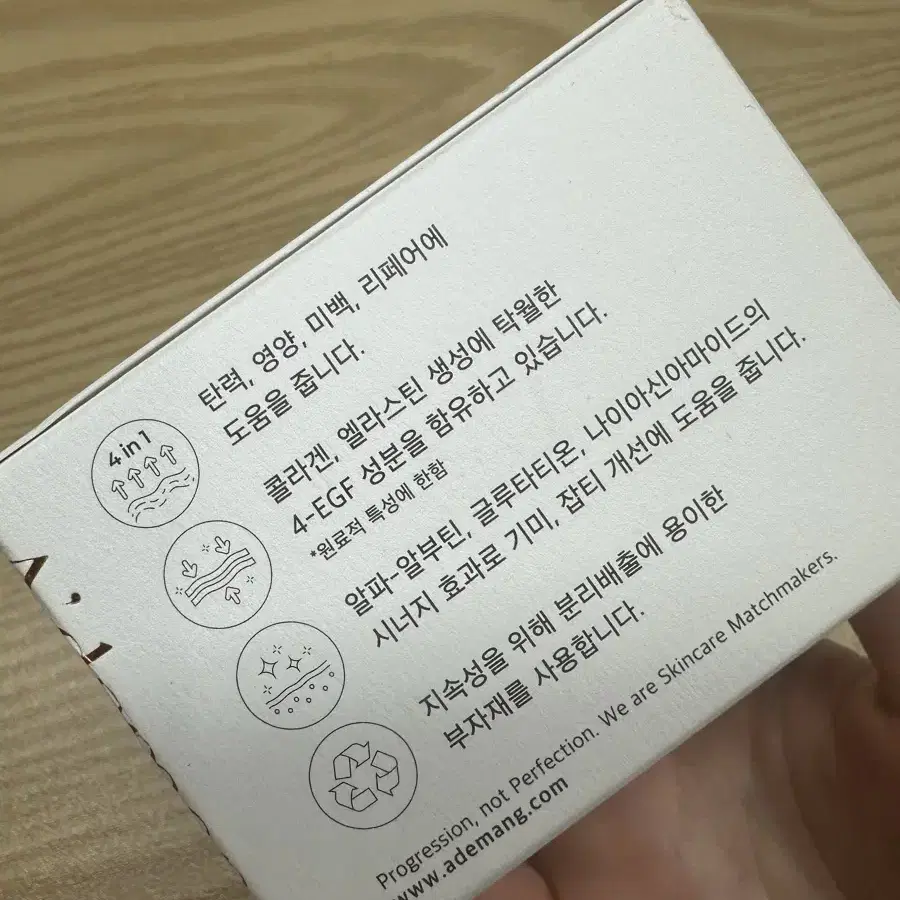 4 in 1
탄력, 영양, 미백, 리페어에
도움을 줍니다.
콜라겐, 엘라스틴 생성에 탁월한
4-EGF 성분을 함유하고 있습니다.
*원료적 특성에 한함
알파-알부틴, 글루타티온, 나이아신아마이드의
시너지 효과로 기미, 잡티 개선에 도움을 줍니다.
지속성을 위해 분리배출에 용이한
부자재를 사용합니다.
Progression, not Perfection. We are Skincare Matchmakers.
www.ademang.com